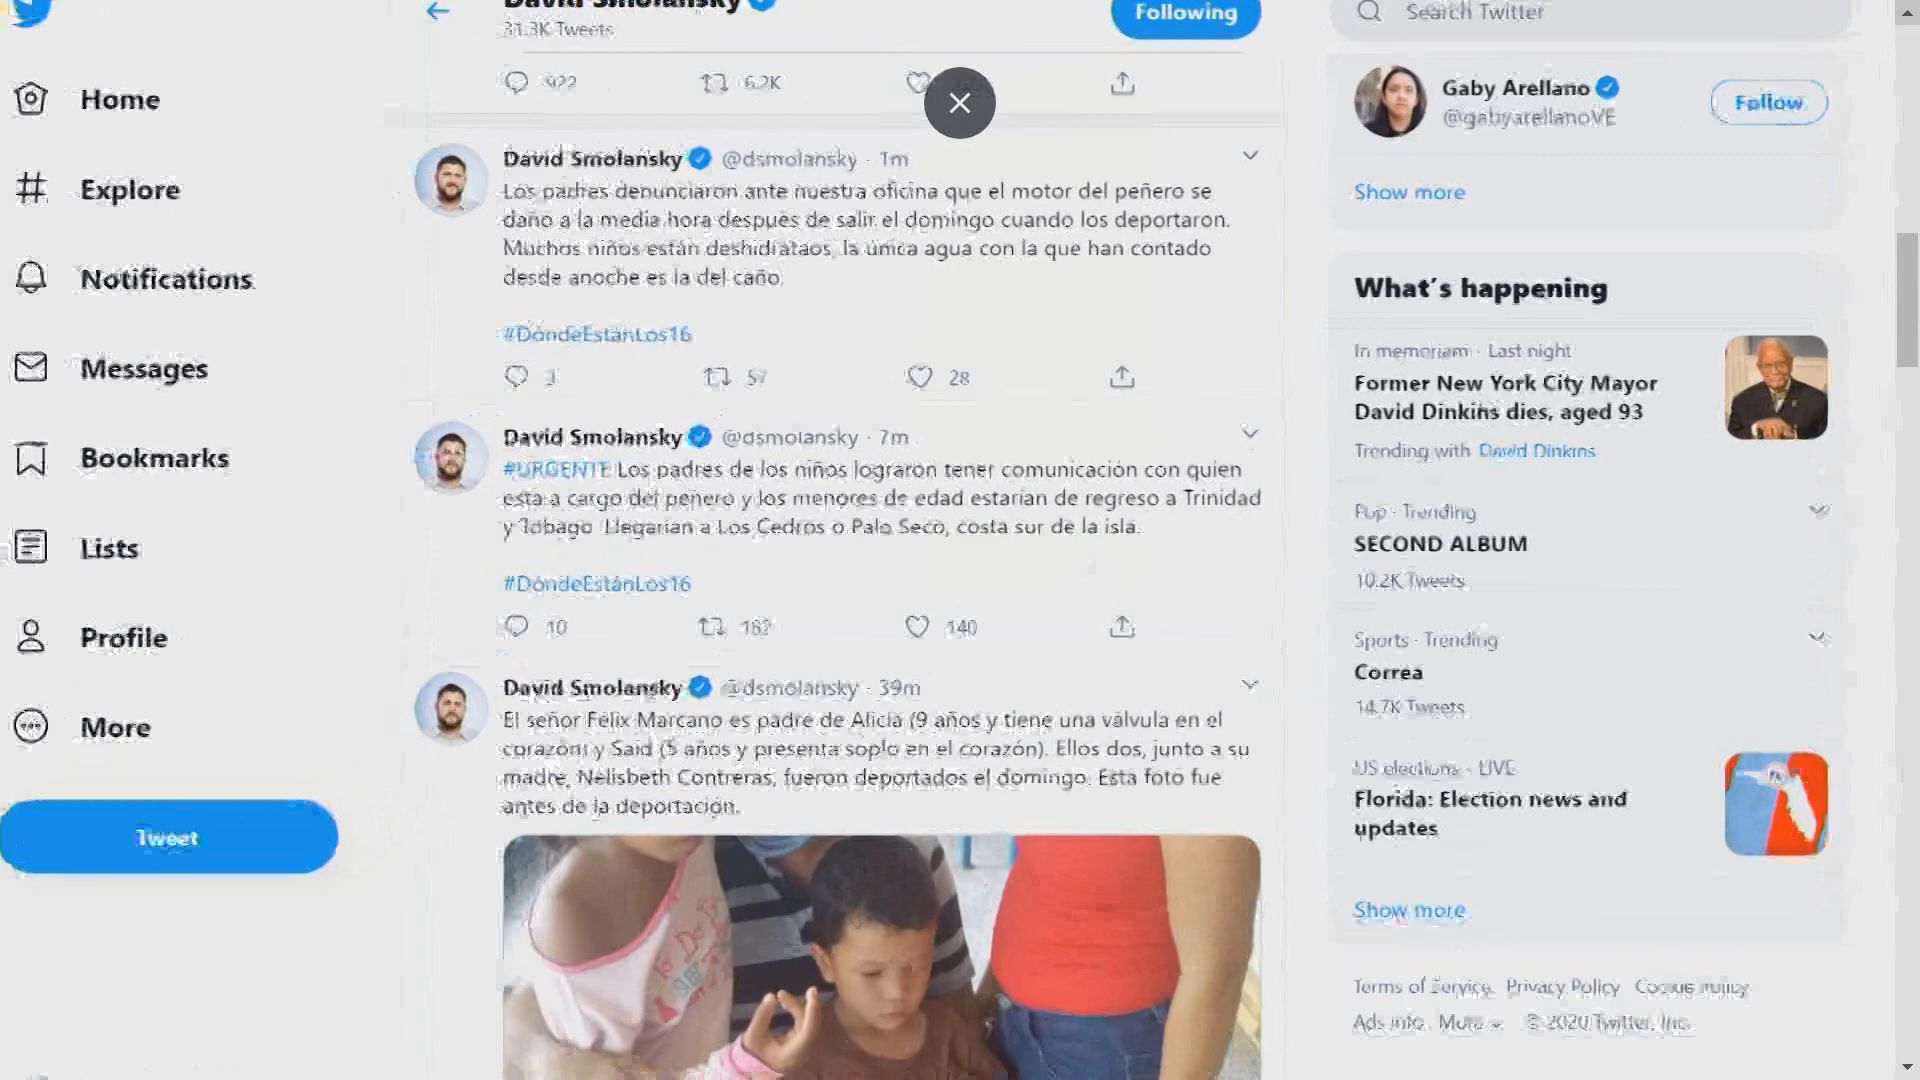 David Smolansky
31.3K Tweets
Following
Search Twitter
922
6.2K
Home
Explore
Notifications
Messages
Bookmarks
Lists
Profile
More
Tweet
David Smolansky @dsmolansky · 1m
Los padres denunciaron ante nuestra oficina que el motor del peñero se
daño a la media hora después de salir el domingo cuando los deportaron.
Muchos niños están deshidrataos, la única agua con la que han contado
desde anoche es la del caño.
#DóndeEstánLos16
3
57
28
David Smolansky @dsmolansky · 7m
#URGENTE Los padres de los niños lograron tener comunicación con quien
está a cargo del peñero y los menores de edad estarían de regreso a Trinidad
y Tobago. Llegarían a Los Cedros o Palo Seco, costa sur de la isla.
#DóndeEstánLos16
10
162
140
David Smolansky @dsmolansky · 39m
El señor Félix Marcano es padre de Alicia (9 años y tiene una válvula en el
corazón) y Said (5 años y presenta soplo en el corazón). Ellos dos, junto a su
madre, Nelisbeth Contreras, fueron deportados el domingo. Esta foto fue
antes de la deportación.
Gaby Arellano
@gabyarellanoVE
Follow
Show more
What's happening
In memoriam · Last night
Former New York City Mayor
David Dinkins dies, aged 93
Trending with David Dinkins
Pop · Trending
SECOND ALBUM
10.2K Tweets
Sports · Trending
Correa
14.7K Tweets
US elections · LIVE
Florida: Election news and
updates
Show more
Terms of Service Privacy Policy Cookie Policy
Ads info More © 2020 Twitter, Inc.